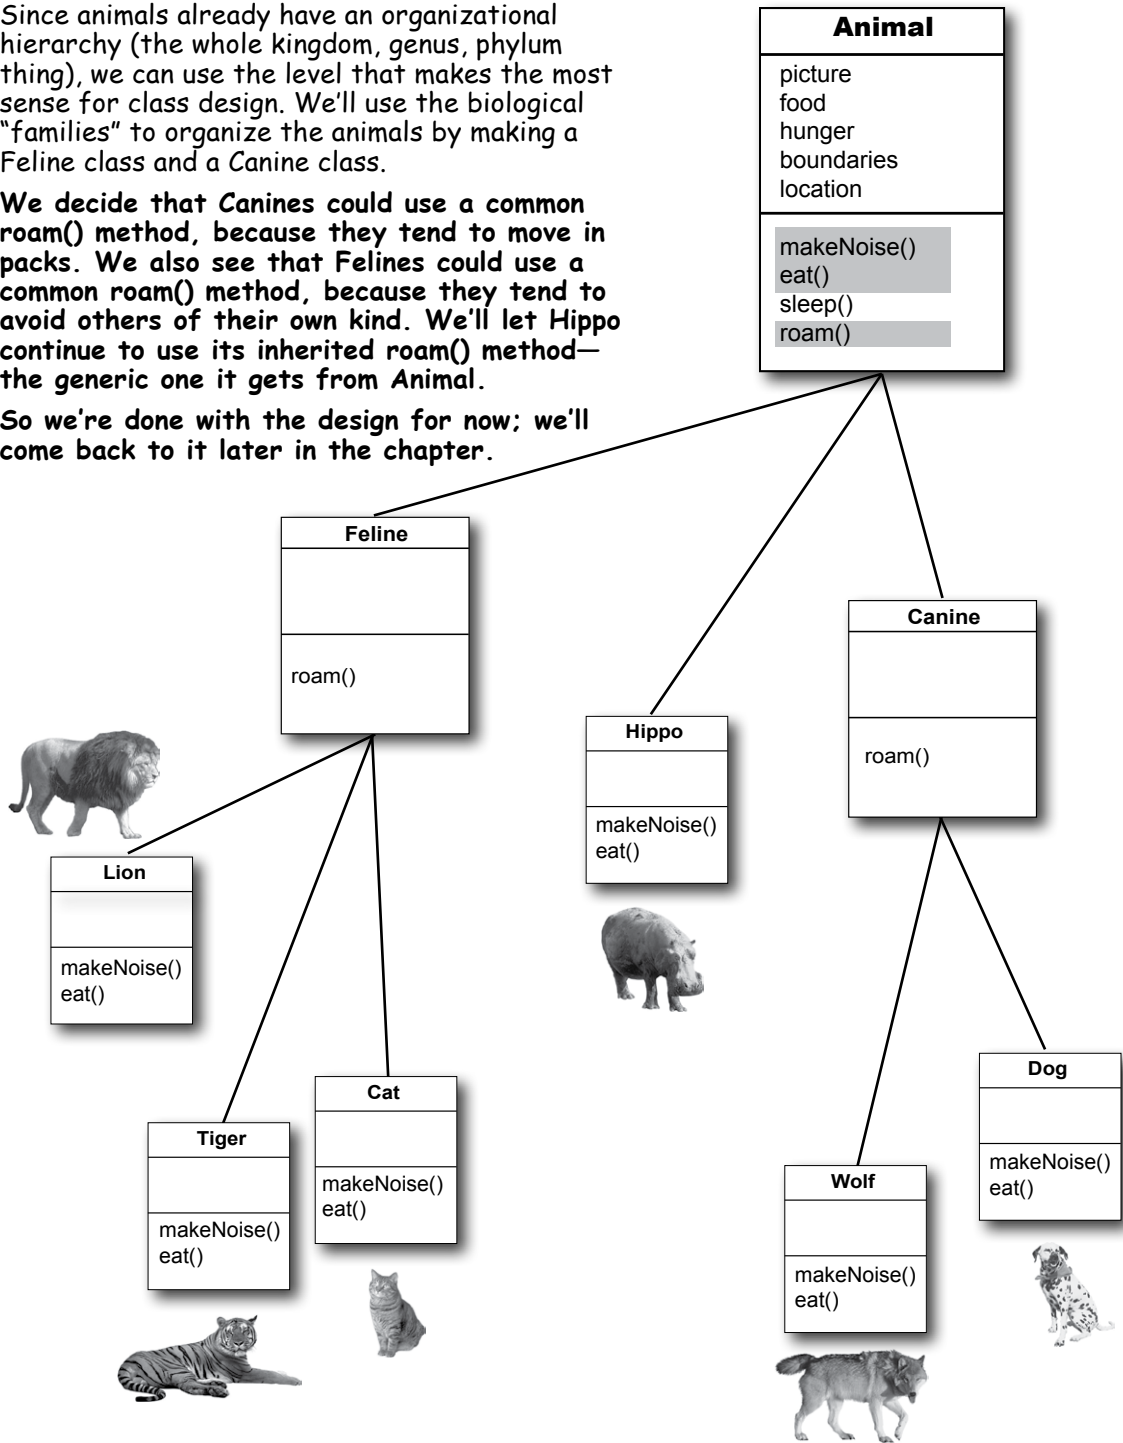 Since animals already have an organizational
hierarchy (the whole kingdom, genus, phylum
thing), we can use the level that makes the most
sense for class design. We’ll use the biological
“families” to organize the animals by making a
Feline class and a Canine class.
We decide that Canines could use a common
roam() method, because they tend to move in
packs. We also see that Felines could use a
common roam() method, because they tend to
avoid others of their own kind. We’ll let Hippo
continue to use its inherited roam() method—
the generic one it gets from Animal.
So we’re done with the design for now; we’ll
come back to it later in the chapter.
Animal
picture
food
hunger
boundaries
location
makeNoise()
eat()
sleep()
roam()
Feline
roam()
Hippo
makeNoise()
eat()
Canine
roam()
Lion
makeNoise()
eat()
Tiger
makeNoise()
eat()
Cat
makeNoise()
eat()
Wolf
makeNoise()
eat()
Dog
makeNoise()
eat()